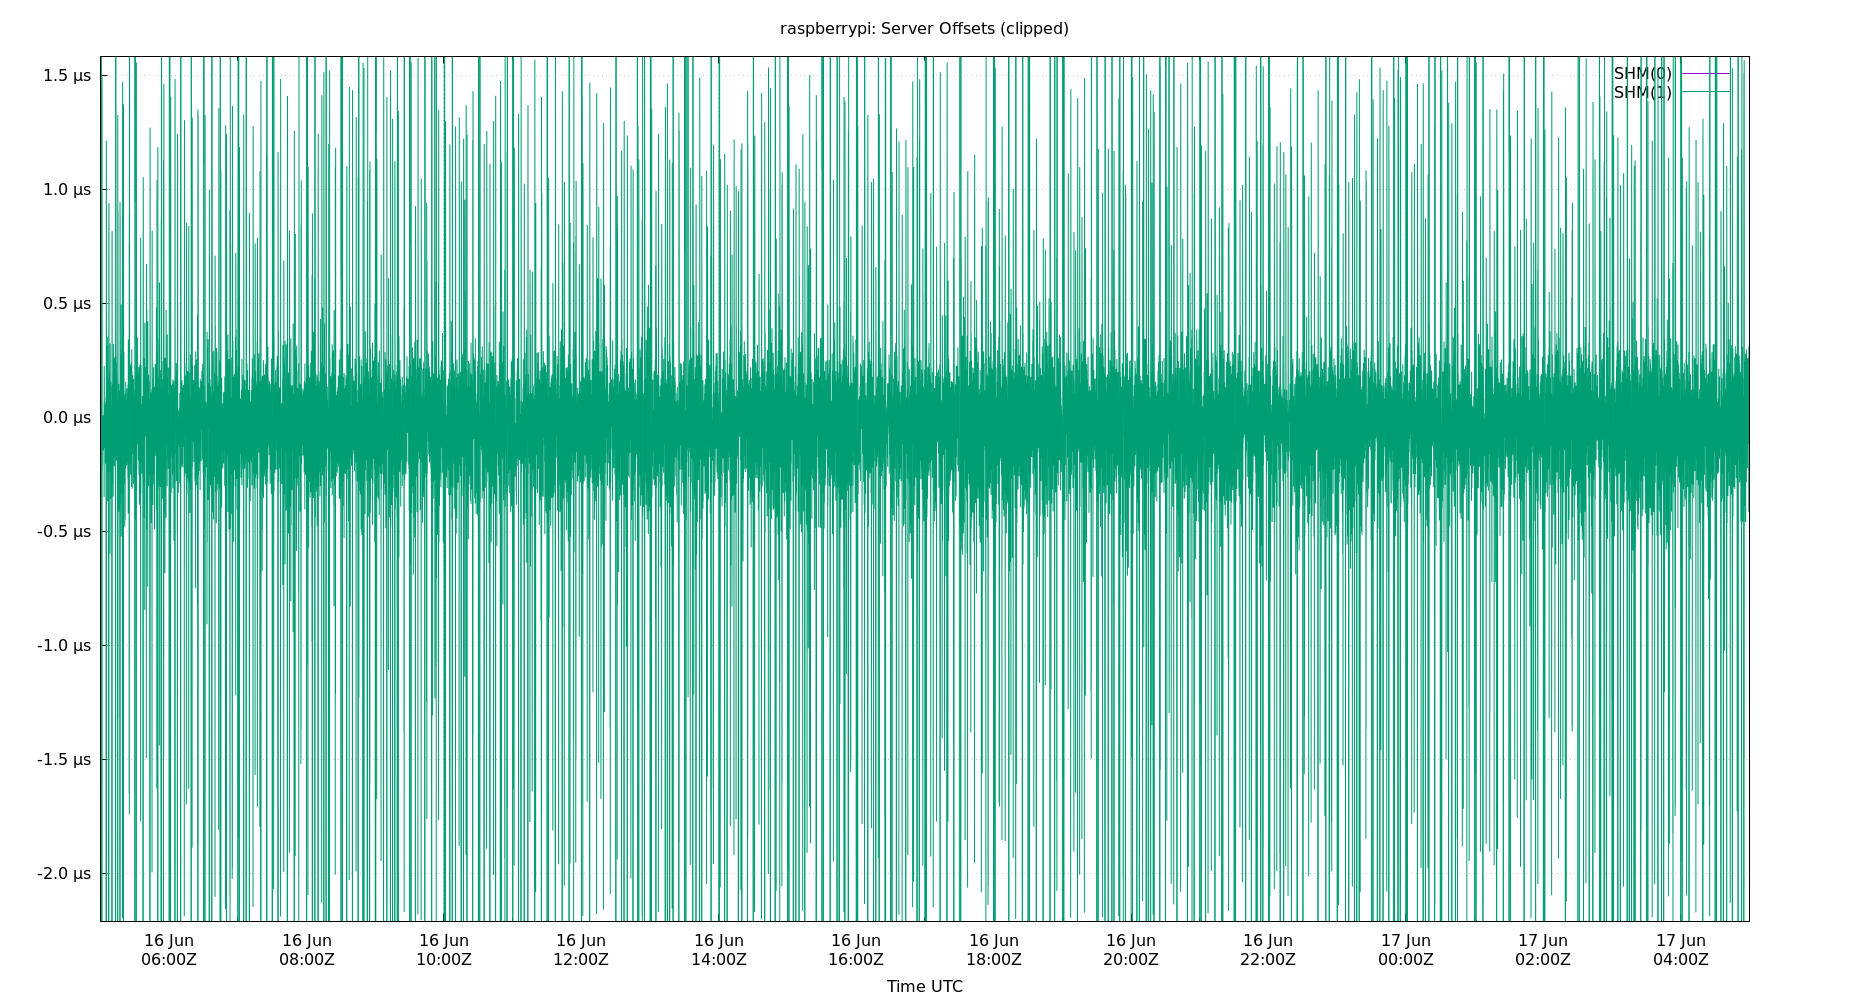 raspberrypi: Server Offsets (clipped)
SHM(0)
SHM(1)
1.5 µs
1.0 µs
0.5 µs
0.0 µs
-0.5 µs
-1.0 µs
-1.5 µs
-2.0 µs
16 Jun 16 Jun 16 Jun 16 Jun 16 Jun 16 Jun 16 Jun 16 Jun 16 Jun 17 Jun 17 Jun 17 Jun
06:00Z 08:00Z 10:00Z 12:00Z 14:00Z 16:00Z 18:00Z 20:00Z 22:00Z 00:00Z 02:00Z 04:00Z
Time UTC